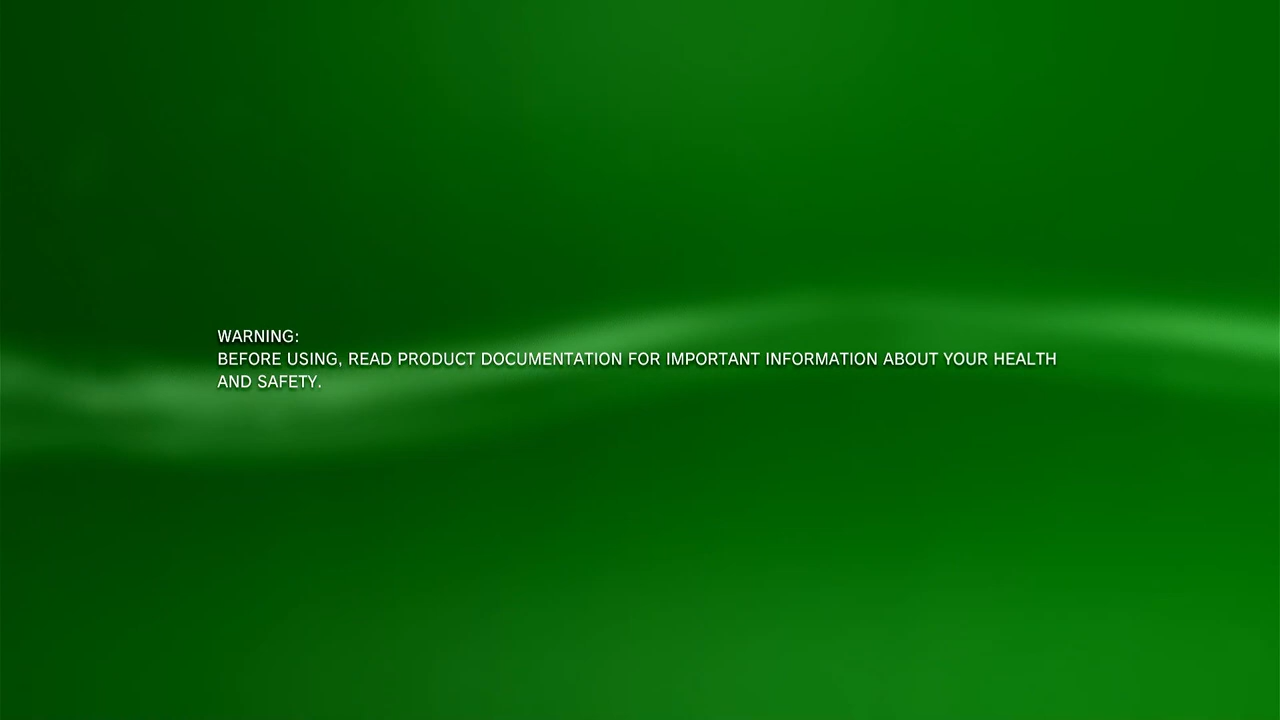 WARNING:
BEFORE USING, READ PRODUCT DOCUMENTATION FOR IMPORTANT INFORMATION ABOUT YOUR HEALTH
AND SAFETY.